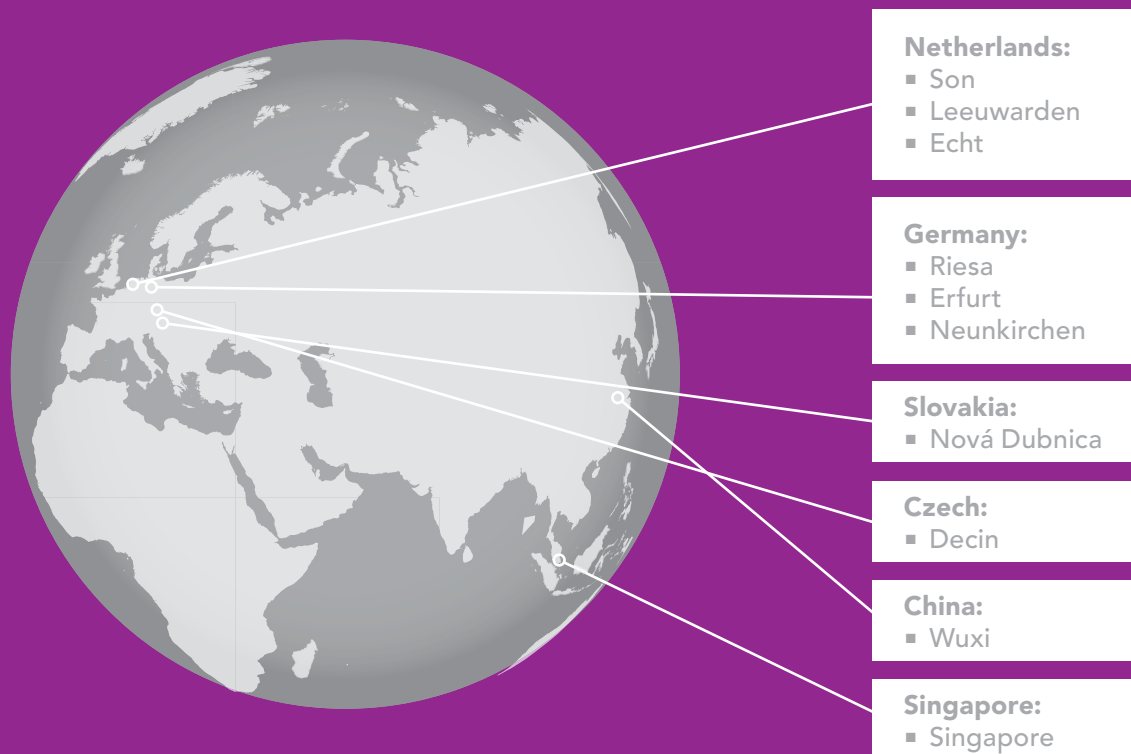 Netherlands:
▪ Son
▪ Leeuwarden
▪ Echt
Germany:
▪ Riesa
▪ Erfurt
▪ Neunkirchen
Slovakia:
▪ Nová Dubnica
Czech:
▪ Decin
China:
▪ Wuxi
Singapore:
▪ Singapore